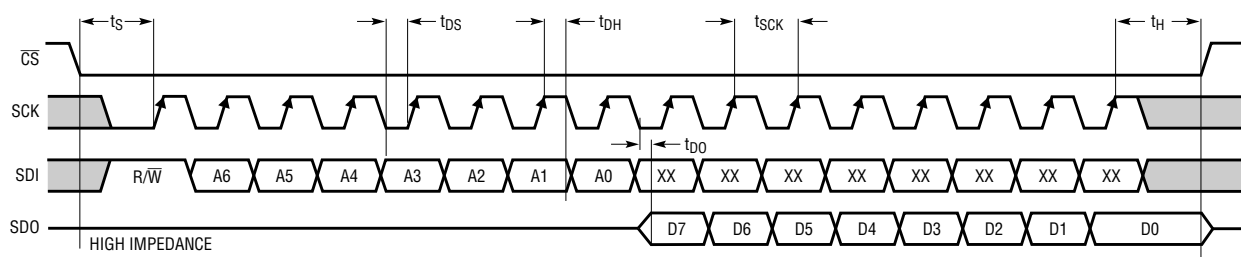 tS tDS tDH tSCK tH
C̅S̅
SCK
tDO
SDI R/W̅ A6 A5 A4 A3 A2 A1 A0 XX XX XX XX XX XX XX XX
SDO D7 D6 D5 D4 D3 D2 D1 D0
HIGH IMPEDANCE